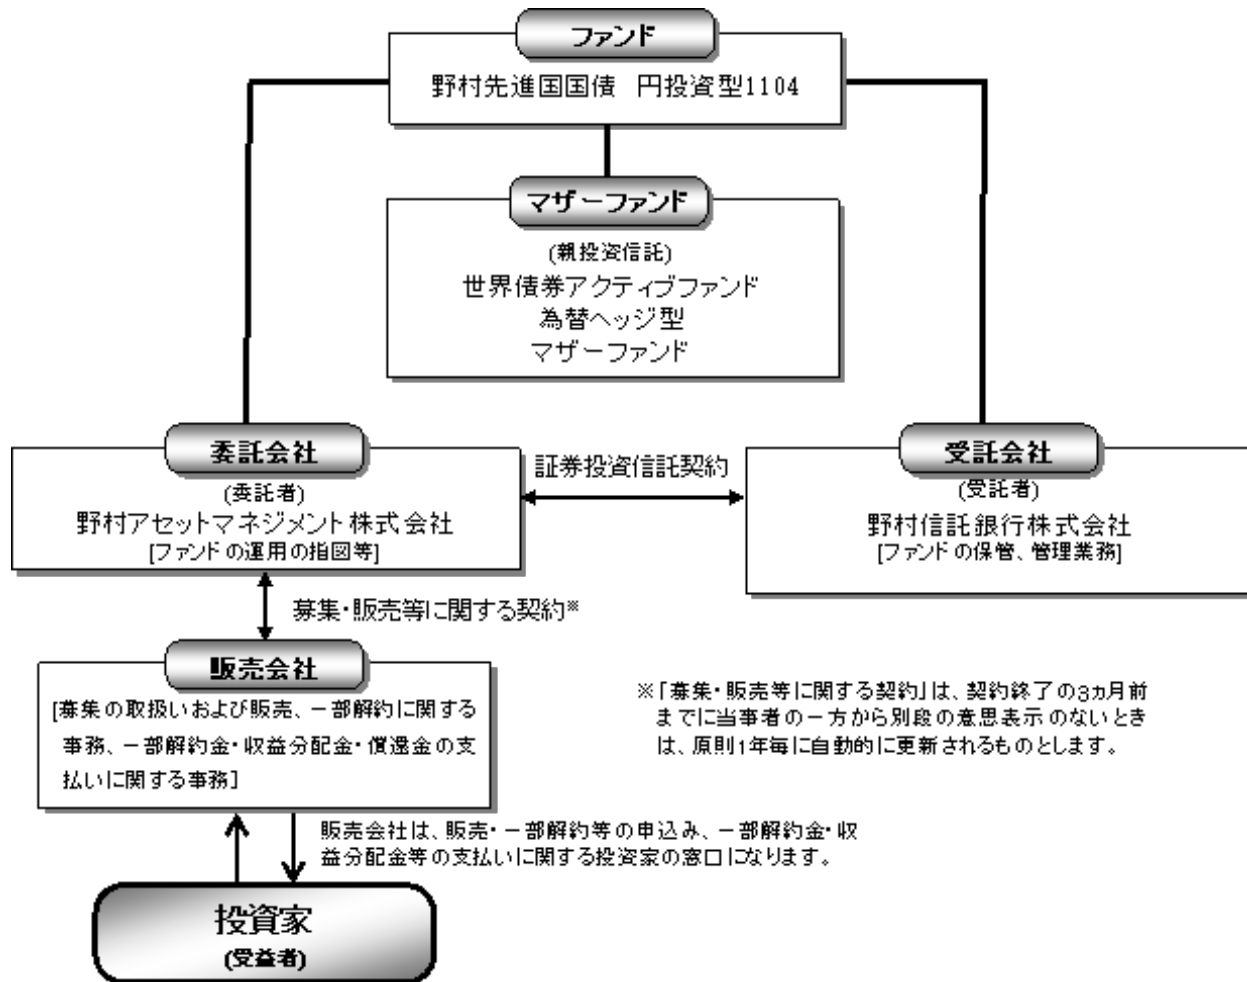 ファンド
野村先進国国債　円投資型1104
マザーファンド
(親投資信託)
世界債券アクティブファンド
為替ヘッジ型
マザーファンド
委託会社
(委託者)
野村アセットマネジメント株式会社
[ファンドの運用の指図等]
証券投資信託契約
受託会社
(受託者)
野村信託銀行株式会社
[ファンドの保管、管理業務]
募集・販売等に関する契約※
販売会社
[募集の取扱いおよび販売、一部解約に関する
事務、一部解約金・収益分配金・償還金の支
払いに関する事務]
※「募集・販売等に関する契約」は、契約終了の3ヵ月前
までに当事者の一方から別段の意思表示のないとき
は、原則1年毎に自動的に更新されるものとします。
販売会社は、販売・一部解約等の申込み、一部解約金・収
益分配金等の支払いに関する投資家の窓口になります。
投資家
(受益者)